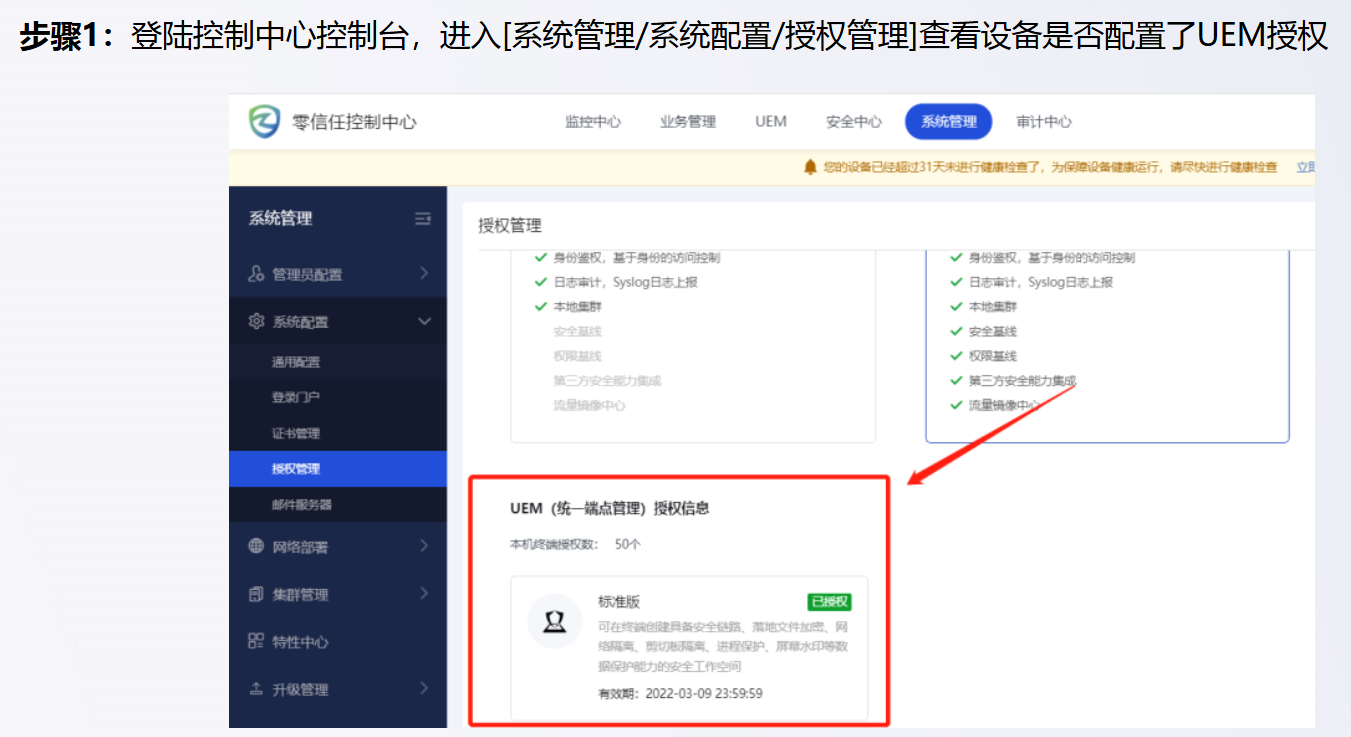 步骤1：登陆控制中心控制台，进入[系统管理/系统配置/授权管理]查看设备是否配置了UEM授权
零信任控制中心
监控中心 业务管理 UEM 安全中心 系统管理 审计中心
您的设备已经超过31天未进行健康检查了，为保障设备健康运行，请尽快进行健康检查 立即
系统管理
管理员配置
系统配置
通用配置
登录门户
证书管理
授权管理
邮件服务器
网络部署
集群管理
特性中心
升级管理
授权管理
身份鉴权，基于身份的访问控制
日志审计，Syslog日志上报
本地集群
安全基线
权限基线
第三方安全能力集成
流量镜像中心
身份鉴权，基于身份的访问控制
日志审计，Syslog日志上报
本地集群
安全基线
权限基线
第三方安全能力集成
流量镜像中心
UEM（统一端点管理）授权信息
本机终端授权数： 50个
标准版 已授权
可在终端创建具备安全链路、落地文件加密、网
络隔离、剪切板隔离、进程保护、屏幕水印等数
据保护能力的安全工作空间
有效期：2022-03-09 23:59:59